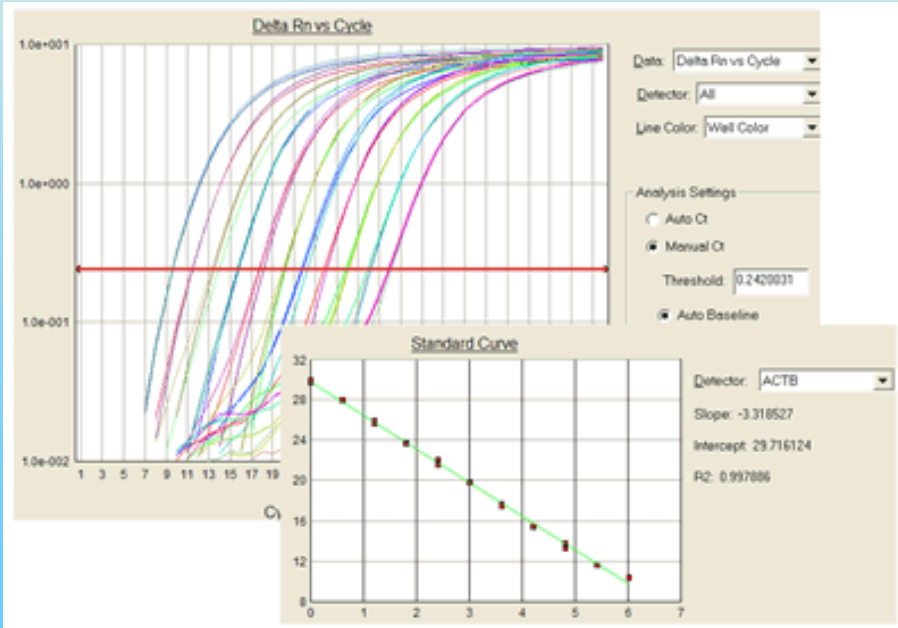 Delta Rn vs Cycle
1.0e+001
1.0e+000
1.0e-001
1.0e-002
1 3 5 7 9 11 13 15 17 19
Data: Delta Rn vs Cycle
Detector: All
Line Color: Well Color
Analysis Settings
Auto Ct
Manual Ct
Threshold: 0.2420031
Auto Baseline
Standard Curve
32
28
24
20
16
12
8
0 1 2 3 4 5 6 7
Detector: ACTB
Slope: -3.318527
Intercept: 29.716124
R2: 0.997886